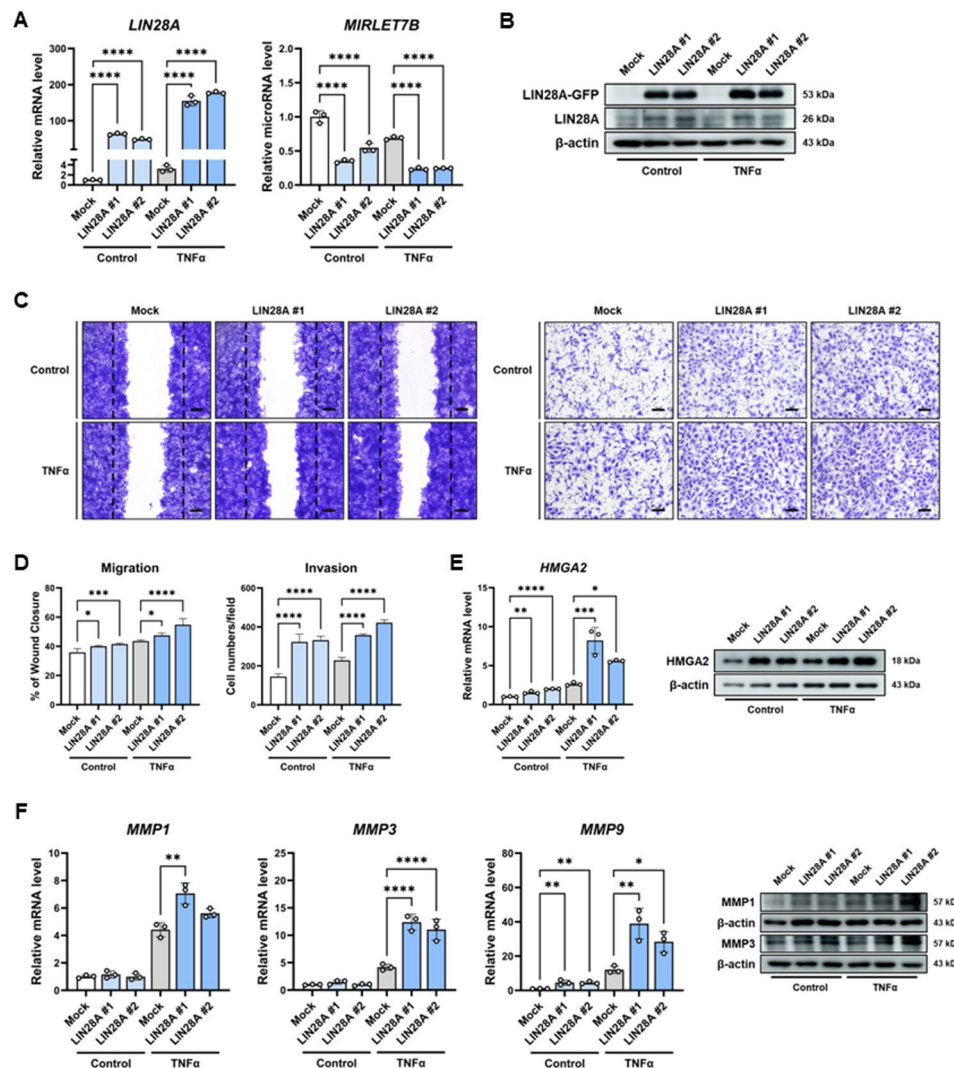 A
LIN28A
Relative mRNA level
300
200
100
4
2
0
****
****
****
****
Mock
LIN28A #1
LIN28A #2
Mock
LIN28A #1
LIN28A #2
Control
TNFα
MIRLET7B
Relative microRNA level
2.0
1.5
1.0
0.5
0.0
****
****
****
****
Mock
LIN28A #1
LIN28A #2
Mock
LIN28A #1
LIN28A #2
Control
TNFα
B
Mock
LIN28A #1
LIN28A #2
Mock
LIN28A #1
LIN28A #2
LIN28A-GFP
53 kDa
LIN28A
26 kDa
β-actin
43 kDa
Control
TNFα
C
Mock
LIN28A #1
LIN28A #2
Control
TNFα
Mock
LIN28A #1
LIN28A #2
Control
TNFα
D
Migration
% of Wound Closure
80
60
40
20
0
***
*
****
*
Mock
LIN28A #1
LIN28A #2
Mock
LIN28A #1
LIN28A #2
Control
TNFα
Invasion
Cell numbers/field
600
400
200
0
****
****
****
****
Mock
LIN28A #1
LIN28A #2
Mock
LIN28A #1
LIN28A #2
Control
TNFα
E
HMGA2
Relative mRNA level
15
10
5
0
****
**
*
***
Mock
LIN28A #1
LIN28A #2
Mock
LIN28A #1
LIN28A #2
Control
TNFα
Mock
LIN28A #1
LIN28A #2
Mock
LIN28A #1
LIN28A #2
HMGA2
18 kDa
β-actin
43 kDa
Control
TNFα
F
MMP1
Relative mRNA level
10
8
6
4
2
0
**
Mock
LIN28A #1
LIN28A #2
Mock
LIN28A #1
LIN28A #2
Control
TNFα
MMP3
Relative mRNA level
25
20
15
10
5
0
****
****
Mock
LIN28A #1
LIN28A #2
Mock
LIN28A #1
LIN28A #2
Control
TNFα
MMP9
Relative mRNA level
80
60
40
20
0
**
**
*
**
Mock
LIN28A #1
LIN28A #2
Mock
LIN28A #1
LIN28A #2
Control
TNFα
Mock
LIN28A #1
LIN28A #2
Mock
LIN28A #1
LIN28A #2
MMP1
57 kD
β-actin
43 kD
MMP3
57 kD
β-actin
43 kD
Control
TNFα